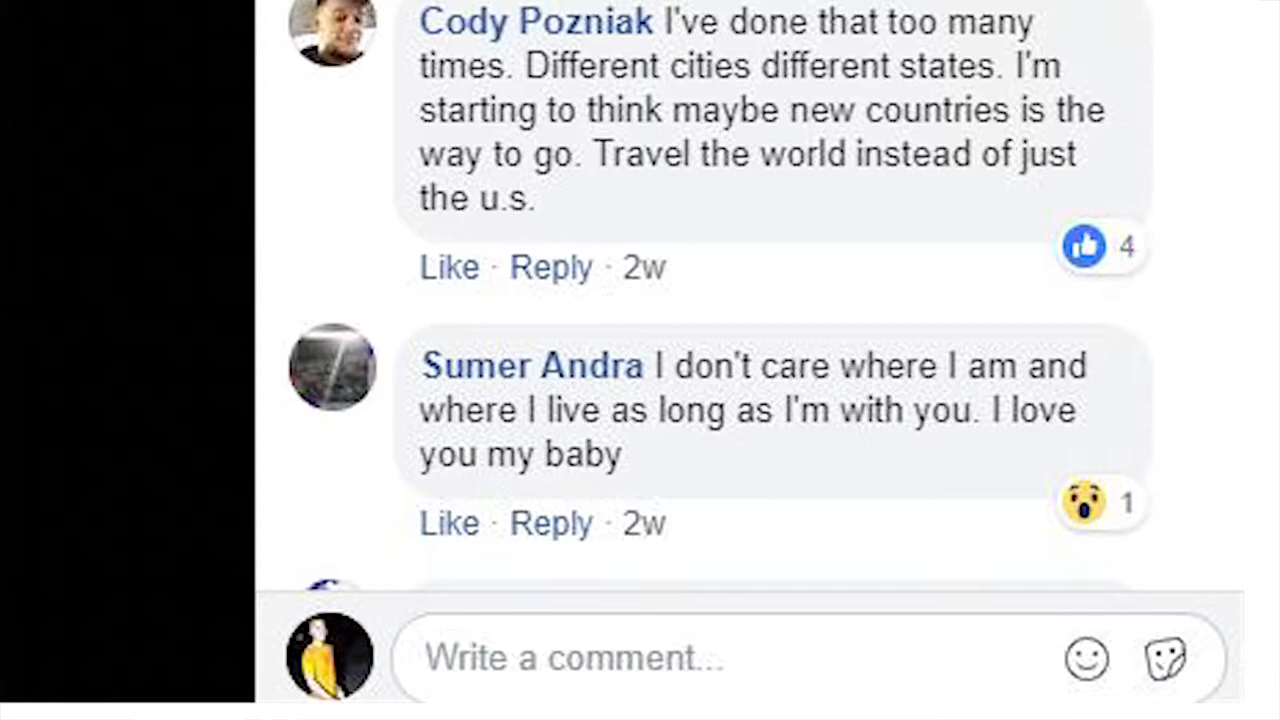 Cody Pozniak I've done that too many
times. Different cities different states. I'm
starting to think maybe new countries is the
way to go. Travel the world instead of just
the u.s.
4
Like · Reply · 2w
Sumer Andra I don't care where I am and
where I live as long as I'm with you. I love
you my baby
1
Like · Reply · 2w
Write a comment...